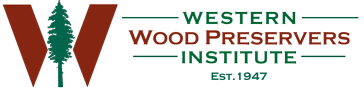 WESTERN
WOOD PRESERVERS
INSTITUTE
EST. 1947